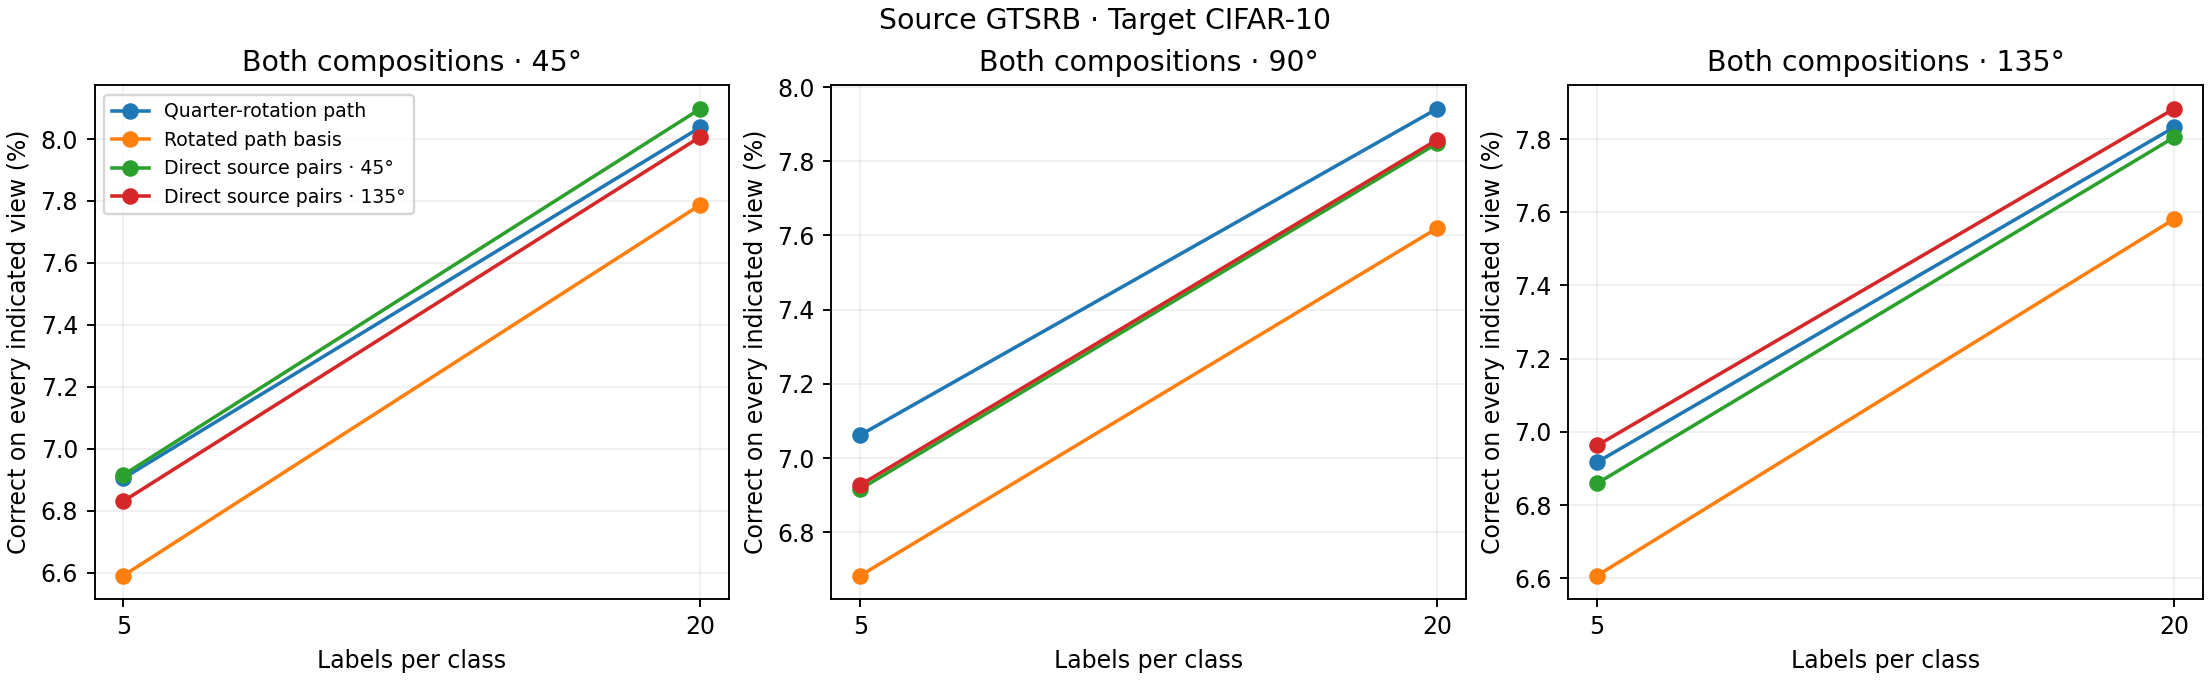 Source GTSRB · Target CIFAR-10
Both compositions · 45°
Correct on every indicated view (%)
8.0
7.8
7.6
7.4
7.2
7.0
6.8
6.6
Quarter-rotation path
Rotated path basis
Direct source pairs · 45°
Direct source pairs · 135°
5
20
Labels per class
Both compositions · 90°
Correct on every indicated view (%)
8.0
7.8
7.6
7.4
7.2
7.0
6.8
5
20
Labels per class
Both compositions · 135°
Correct on every indicated view (%)
7.8
7.6
7.4
7.2
7.0
6.8
6.6
5
20
Labels per class